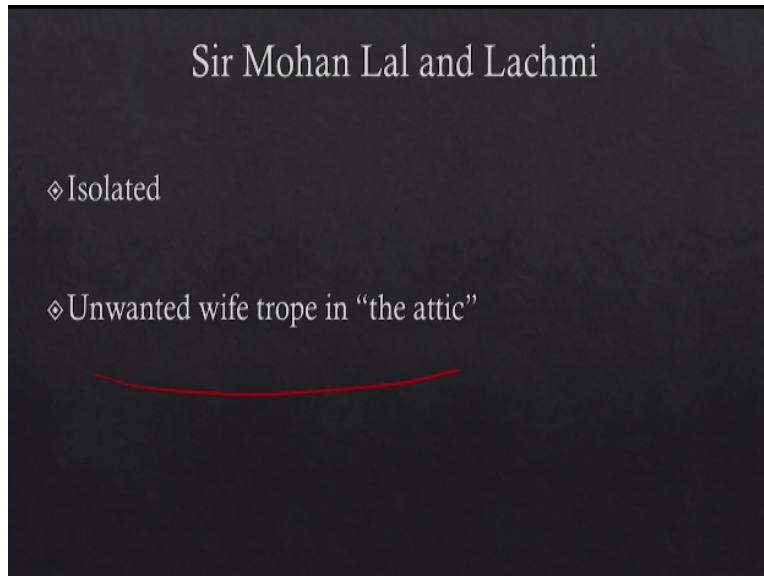 Sir Mohan Lal and Lachmi
Isolated
Unwanted wife trope in “the attic”